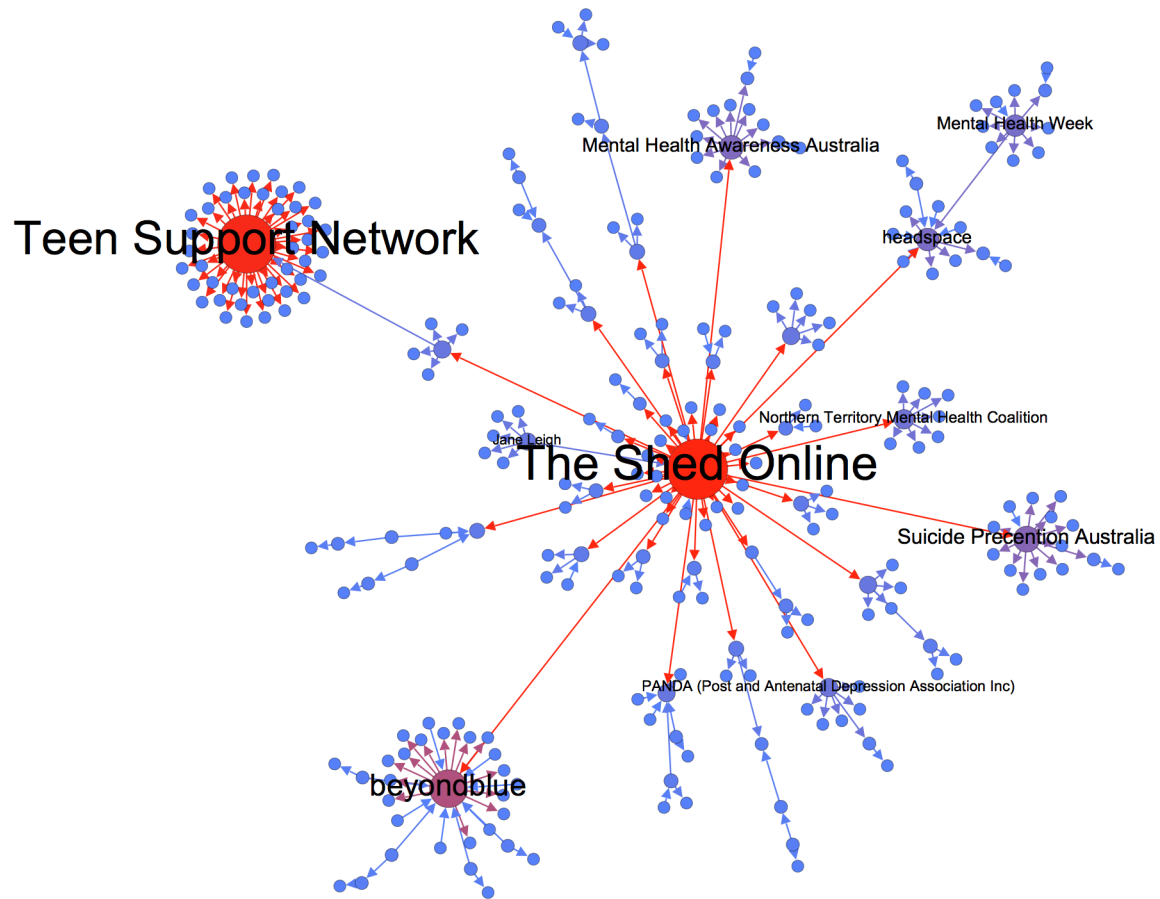 Mental Health Week
Mental Health Awareness Australia
Teen Support Network
headspace
Northern Territory Mental Health Coalition
Jane Leigh
The Shed Online
Suicide Precention Australia
PANDA (Post and Antenatal Depression Association Inc)
beyondblue